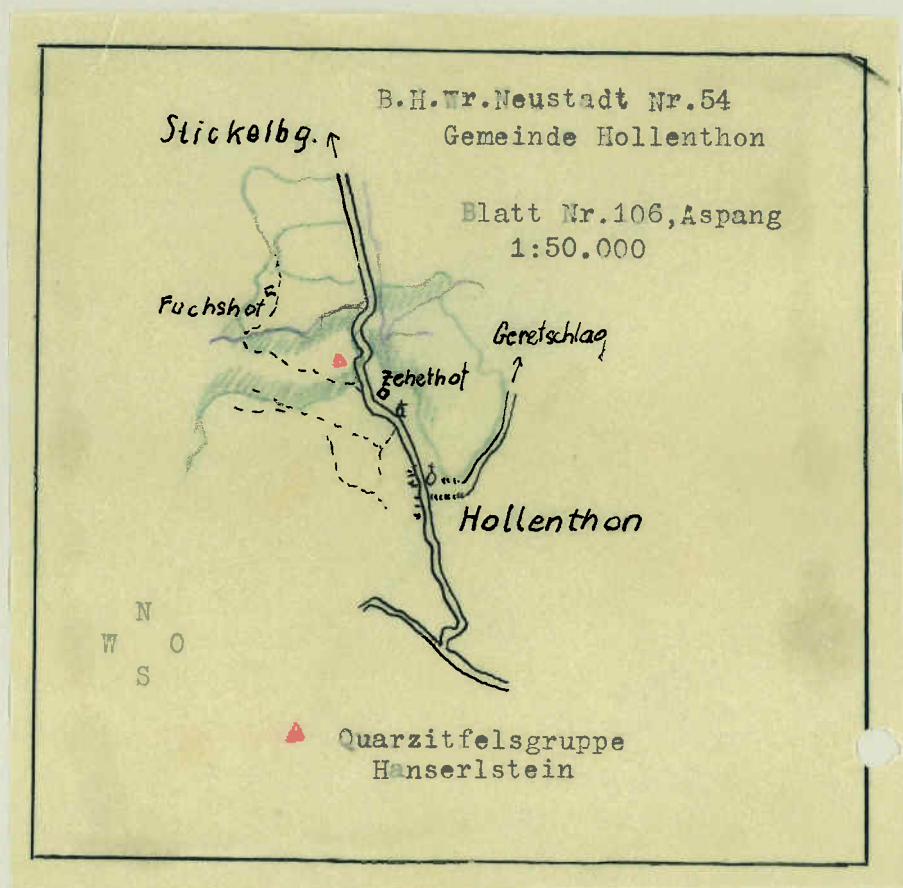 B.H.Wr.Neustadt Nr.54
Gemeinde Hollenthon
Stickelbg.
Blatt Nr.106,Aspang
1:50.000
Fuchshof
Geretschlag
Zehethof
Hollenthon
N
W O
S
Quarzitfelsgruppe
Hanserlstein